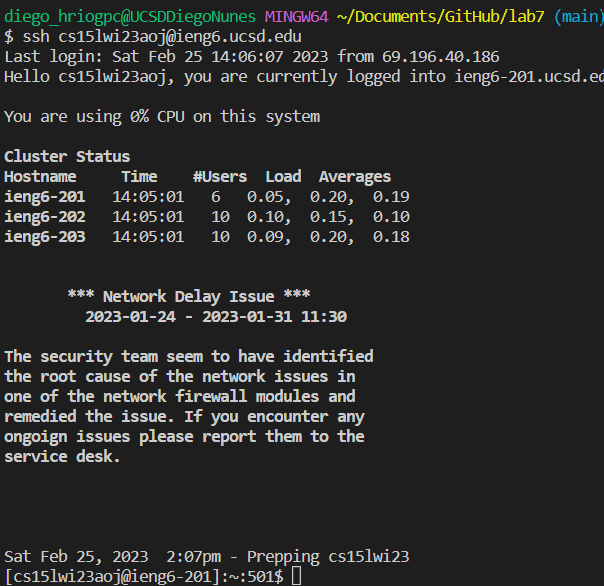 diego_hriogpc@UCSDDiegoNunes MINGW64 ~/Documents/GitHub/lab7 (main)
$ ssh cs15lwi23aoj@ieng6.ucsd.edu
Last login: Sat Feb 25 14:06:07 2023 from 69.196.40.186
Hello cs15lwi23aoj, you are currently logged into ieng6-201.ucsd.ed
You are using 0% CPU on this system
Cluster Status
Hostname     Time    #Users  Load  Averages
ieng6-201   14:05:01   6   0.05,  0.20,  0.19
ieng6-202   14:05:01   10  0.10,  0.15,  0.10
ieng6-203   14:05:01   10  0.09,  0.20,  0.18
*** Network Delay Issue ***
2023-01-24 - 2023-01-31 11:30
The security team seem to have identified
the root cause of the network issues in
one of the network firewall modules and
remedied the issue. If you encounter any
ongoign issues please report them to the
service desk.
Sat Feb 25, 2023  2:07pm - Prepping cs15lwi23
[cs15lwi23aoj@ieng6-201]:~:501$